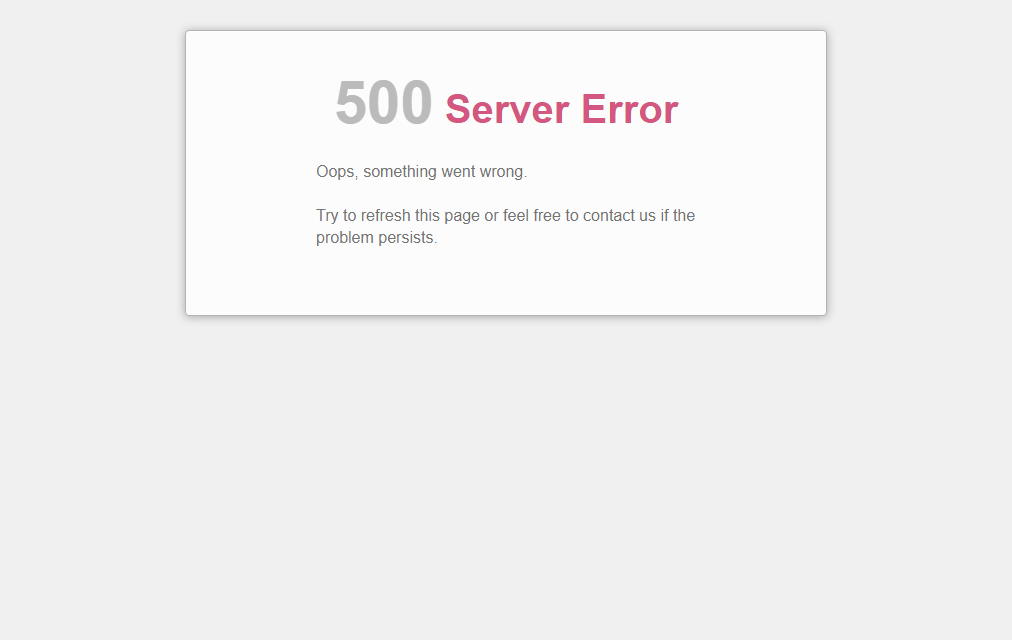 500 Server Error
Oops, something went wrong.
Try to refresh this page or feel free to contact us if the
problem persists.